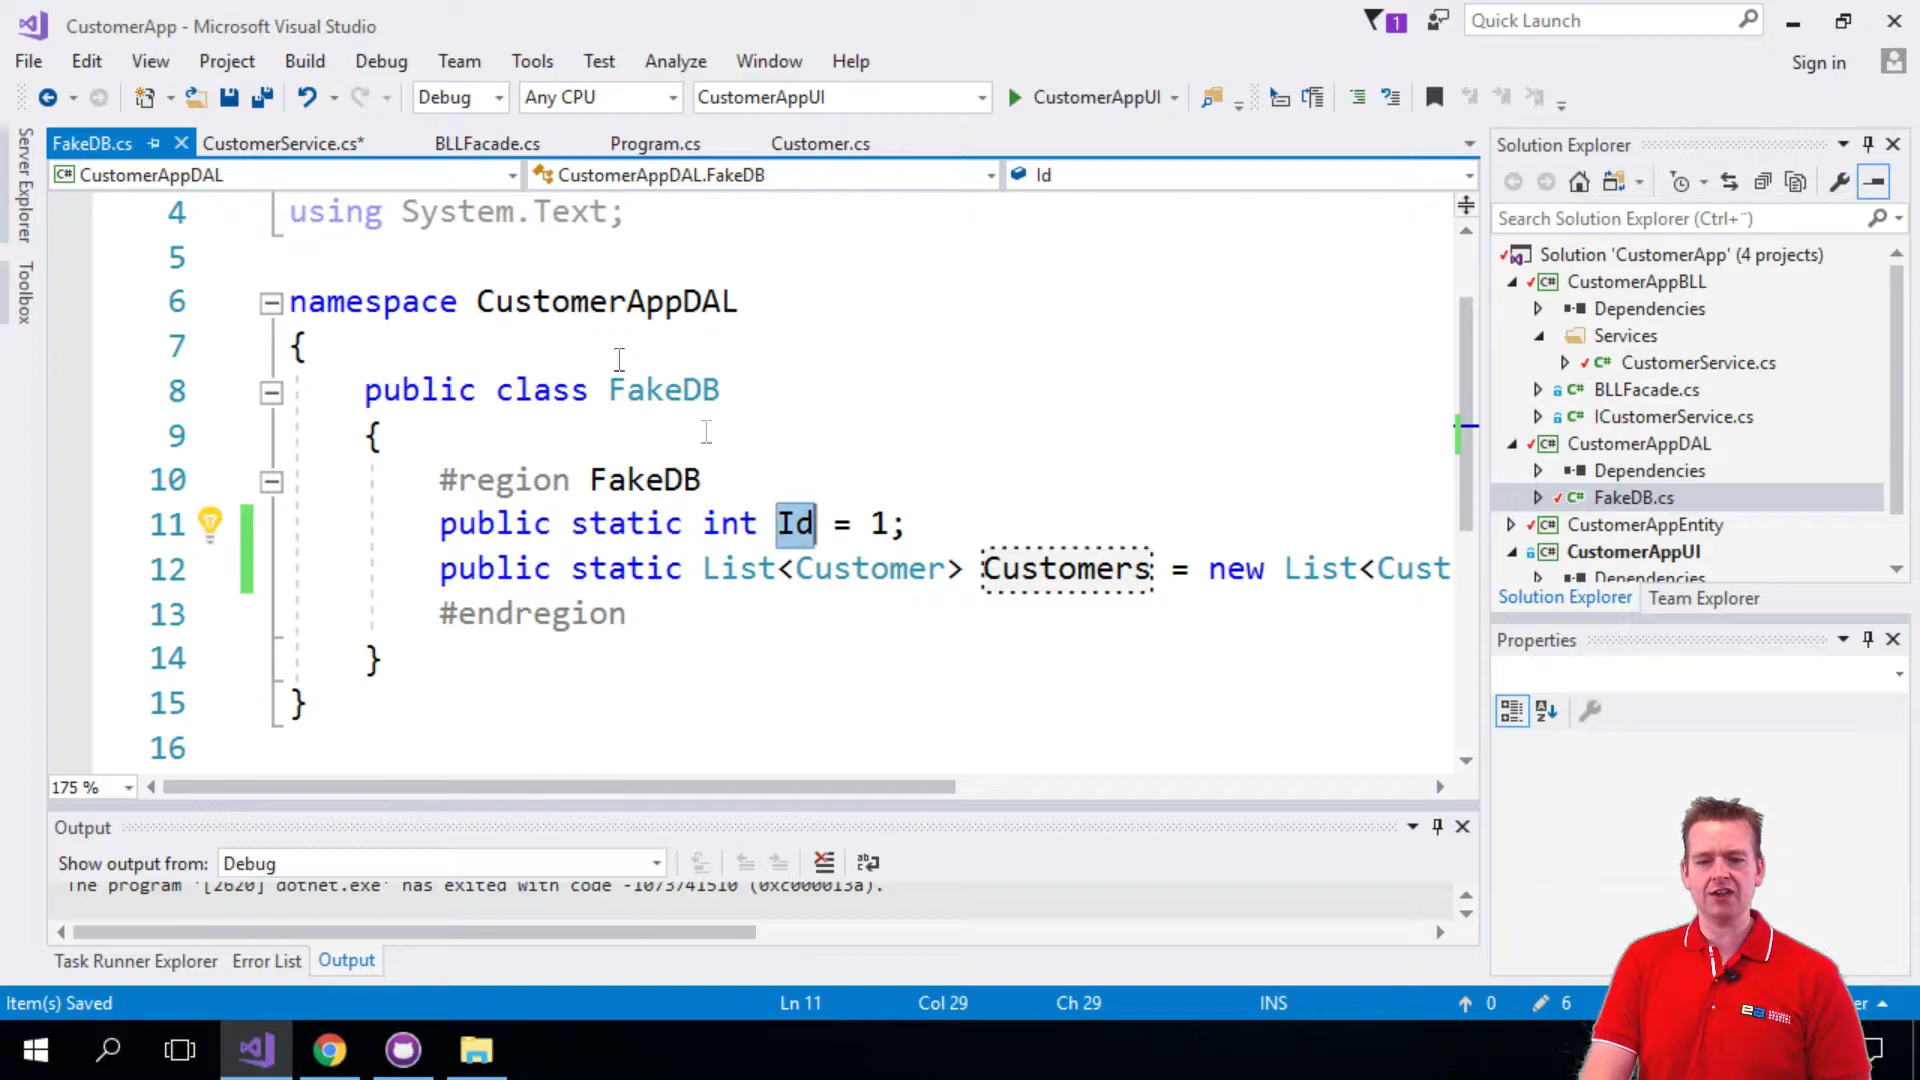 CustomerApp - Microsoft Visual Studio
1
Quick Launch
File Edit View Project Build Debug Team Tools Test Analyze Window Help
Sign in
Debug Any CPU CustomerAppUI CustomerAppUI
Server Explorer
Toolbox
FakeDB.cs CustomerService.cs* BLLFacade.cs Program.cs Customer.cs
CustomerAppDAL CustomerAppDAL.FakeDB Id
4 using System.Text;
5
6 namespace CustomerAppDAL
7 {
8 public class FakeDB
9 {
10 #region FakeDB
11 public static int Id = 1;
12 public static List<Customer> Customers = new List<Cust
13 #endregion
14 }
15 }
16
175 %
Output
Show output from: Debug
The program '[2620] dotnet.exe' has exited with code -1073741510 (0xc000013a).
Task Runner Explorer Error List Output
Item(s) Saved Ln 11 Col 29 Ch 29 INS 0 6
Solution Explorer
Search Solution Explorer (Ctrl+¨)
Solution 'CustomerApp' (4 projects)
CustomerAppBLL
Dependencies
Services
CustomerService.cs
BLLFacade.cs
ICustomerService.cs
CustomerAppDAL
Dependencies
FakeDB.cs
CustomerAppEntity
CustomerAppUI
Dependencies
Solution Explorer Team Explorer
Properties